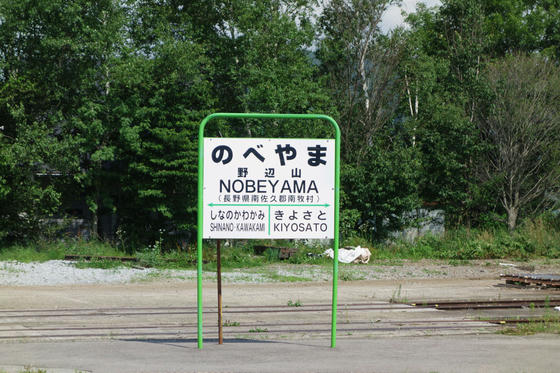 のべやま
野辺山
NOBEYAMA
(長野県南佐久郡南牧村)
しなのかわかみ きよさと
SHINANO-KAWAKAMI KIYOSATO